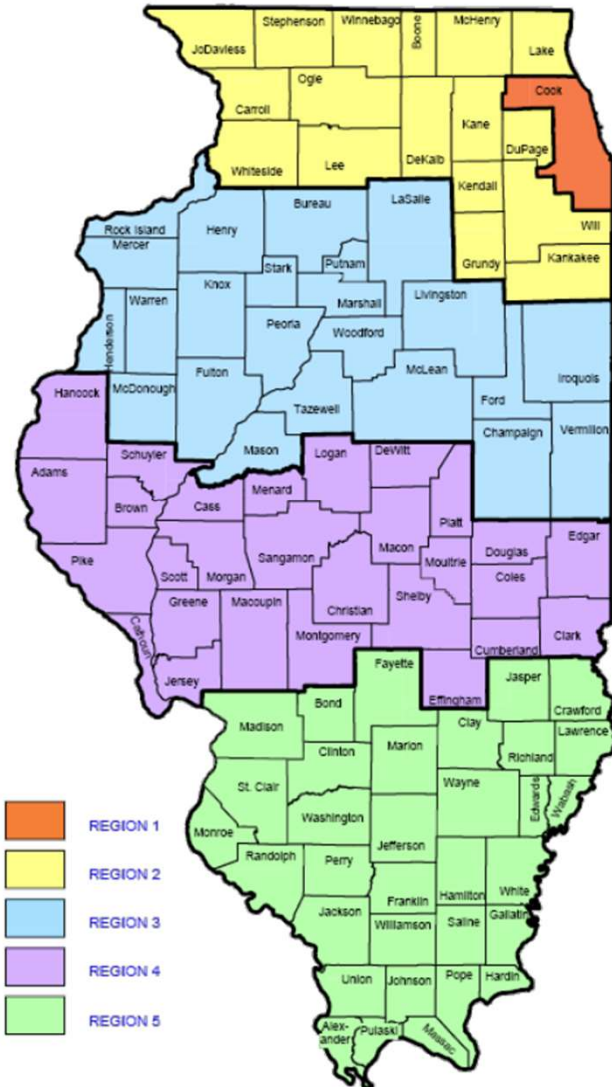 Stephenson
Winnebago
Boone
McHenry
JoDaviess
Lake
Carroll
Ogle
Cook
Kane
DuPage
Whiteside
Lee
DeKalb
Kendall
LaSalle
Bureau
Rock Island
Henry
Will
Mercer
Grundy
Kankakee
Stark
Putnam
Knox
Warren
Marshall
Livingston
Peoria
Woodford
Henderson
McLean
Fulton
Iroquois
McDonough
Hancock
Tazewell
Ford
Champaign
Vermilion
Mason
Logan
DeWitt
Schuyler
Adams
Menard
Cass
Brown
Piatt
Edgar
Macon
Douglas
Pike
Sangamon
Moultrie
Scott
Morgan
Coles
Shelby
Greene
Macoupin
Christian
Calhoun
Montgomery
Clark
Cumberland
Fayette
Jersey
Jasper
Effingham
Bond
Crawford
Madison
Clay
Lawrence
Clinton
Marion
Richland
St. Clair
Wayne
Edwards
Wabash
REGION 1
Washington
Monroe
Jefferson
Randolph
Perry
REGION 2
Franklin
Hamilton
White
Jackson
Williamson
Saline
Gallatin
REGION 3
Union
Johnson
Pope
Hardin
REGION 4
Alex-
ander
Pulaski
Massac
REGION 5